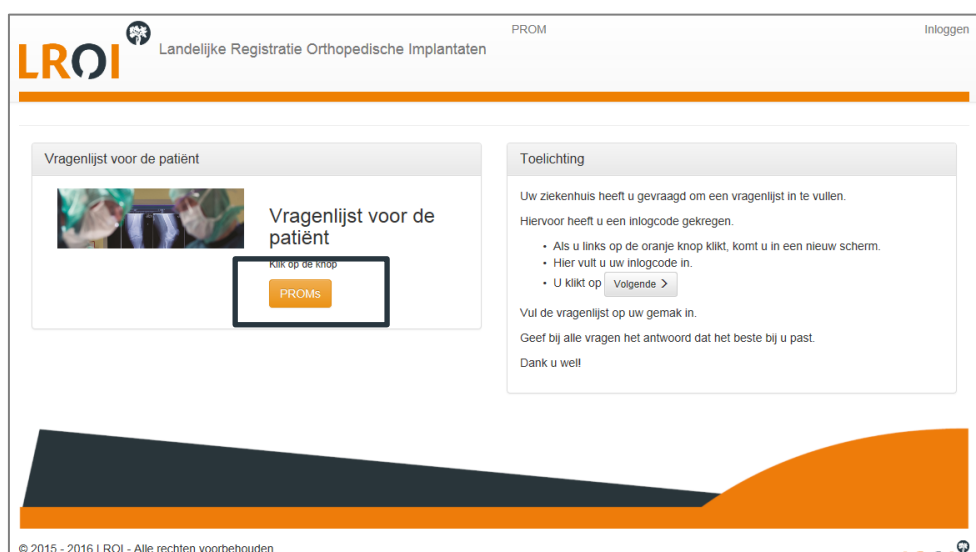 PROM
Inloggen
LROI
Landelijke Registratie Orthopedische Implantaten
Vragenlijst voor de patiënt
Vragenlijst voor de
patiënt
Klik op de knop
PROMs
Toelichting
Uw ziekenhuis heeft u gevraagd om een vragenlijst in te vullen.
Hiervoor heeft u een inlogcode gekregen.
• Als u links op de oranje knop klikt, komt u in een nieuw scherm.
• Hier vult u uw inlogcode in.
• U klikt op Volgende >
Vul de vragenlijst op uw gemak in.
Geef bij alle vragen het antwoord dat het beste bij u past.
Dank u wel!
© 2015 - 2016 LROI - Alle rechten voorbehouden